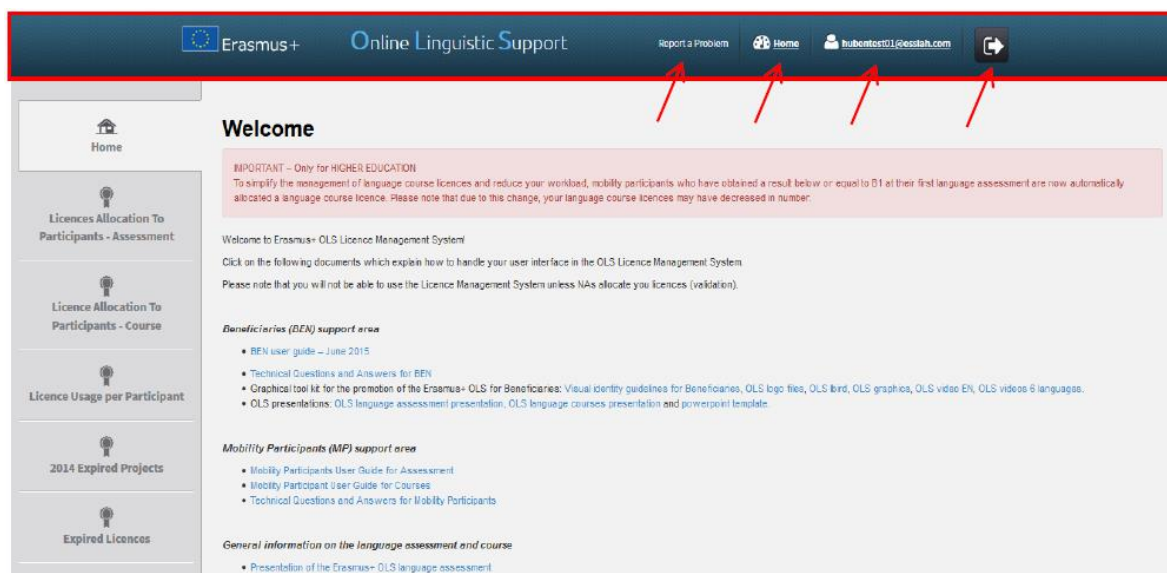 Erasmus+
Online Linguistic Support
Report a Problem
Home
hubentest01@esslah.com
Home
Licences Allocation To
Participants - Assessment
Licence Allocation To
Participants - Course
Licence Usage per Participant
2014 Expired Projects
Expired Licences
Welcome
IMPORTANT – Only for HIGHER EDUCATION
To simplify the management of language course licences and reduce your workload, mobility participants who have obtained a result below or equal to B1 at their first language assessment are now automatically
allocated a language course licence. Please note that due to this change, your language course licences may have decreased in number.
Welcome to Erasmus+ OLS Licence Management System!
Click on the following documents which explain how to handle your user interface in the OLS Licence Management System.
Please note that you will not be able to use the Licence Management System unless NAs allocate you licences (validation).
Beneficiaries (BEN) support area
• BEN user guide – June 2015
• Technical Questions and Answers for BEN
• Graphical tool kit for the promotion of the Erasmus+ OLS for Beneficiaries: Visual identity guidelines for Beneficiaries, OLS logo files, OLS bird, OLS graphics, OLS video EN, OLS videos 6 languages.
• OLS presentations: OLS language assessment presentation, OLS language courses presentation and powerpoint template.
Mobility Participants (MP) support area
• Mobility Participants User Guide for Assessment
• Mobility Participant User Guide for Courses
• Technical Questions and Answers for Mobility Participants
General information on the language assessment and course
• Presentation of the Erasmus+ OLS language assessment